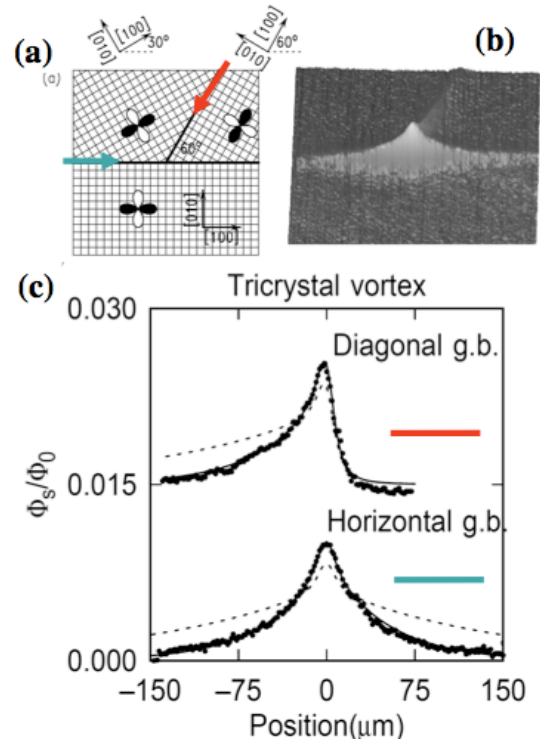 (a)
[100]
[010]
30°
[100]
[010]
60°
(b)
(a)
60°
[010]
[100]
(c)
Tricrystal vortex
0.030
Diagonal g.b.
0.015
Φs/Φ0
Horizontal g.b.
0.000
−150 −75 0 75 150
Position(μm)